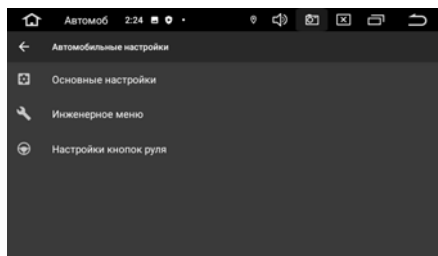 Автомоб 2:24
Автомобильные настройки
Основные настройки
Инженерное меню
Настройки кнопок руля